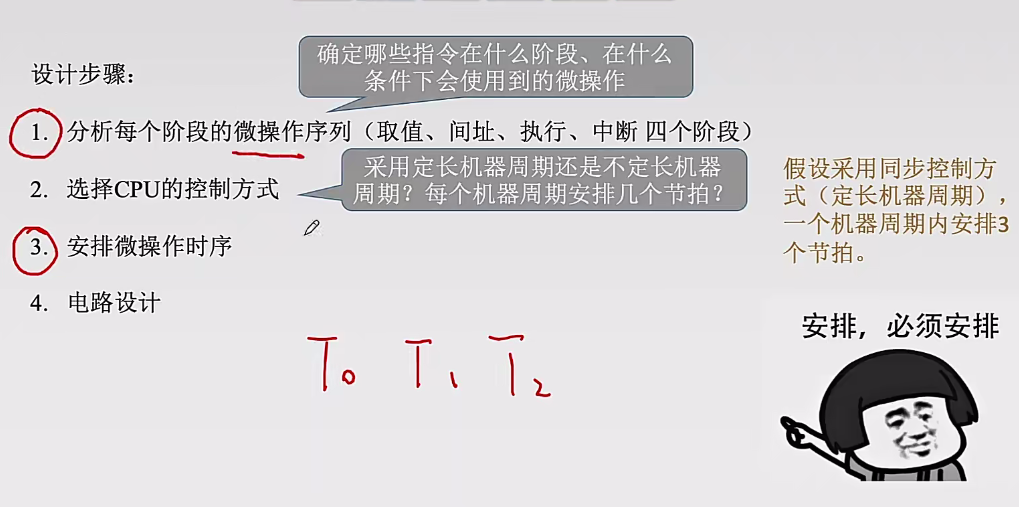 设计步骤：
确定哪些指令在什么阶段、在什么
条件下会使用到的微操作
1. 分析每个阶段的微操作序列（取值、间址、执行、中断 四个阶段）
2. 选择CPU的控制方式
采用定长机器周期还是不定长机器
周期？每个机器周期安排几个节拍？
3. 安排微操作时序
4. 电路设计
假设采用同步控制方
式（定长机器周期），
一个机器周期内安排3
个节拍。
T₀ T₁ T₂
安排，必须安排